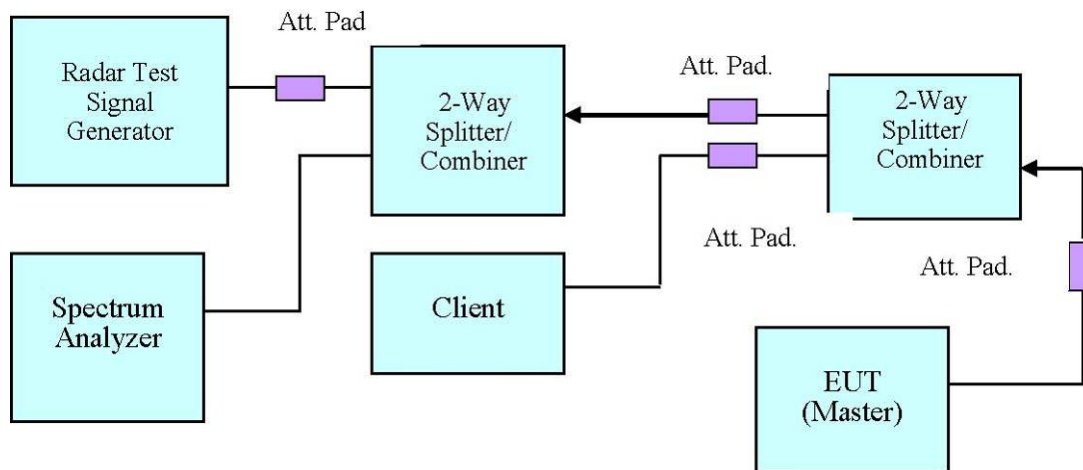 Att. Pad
Radar Test
Signal
Generator
2-Way
Splitter/
Combiner
Att. Pad.
2-Way
Splitter/
Combiner
Att. Pad.
Att. Pad.
Spectrum
Analyzer
Client
EUT
(Master)